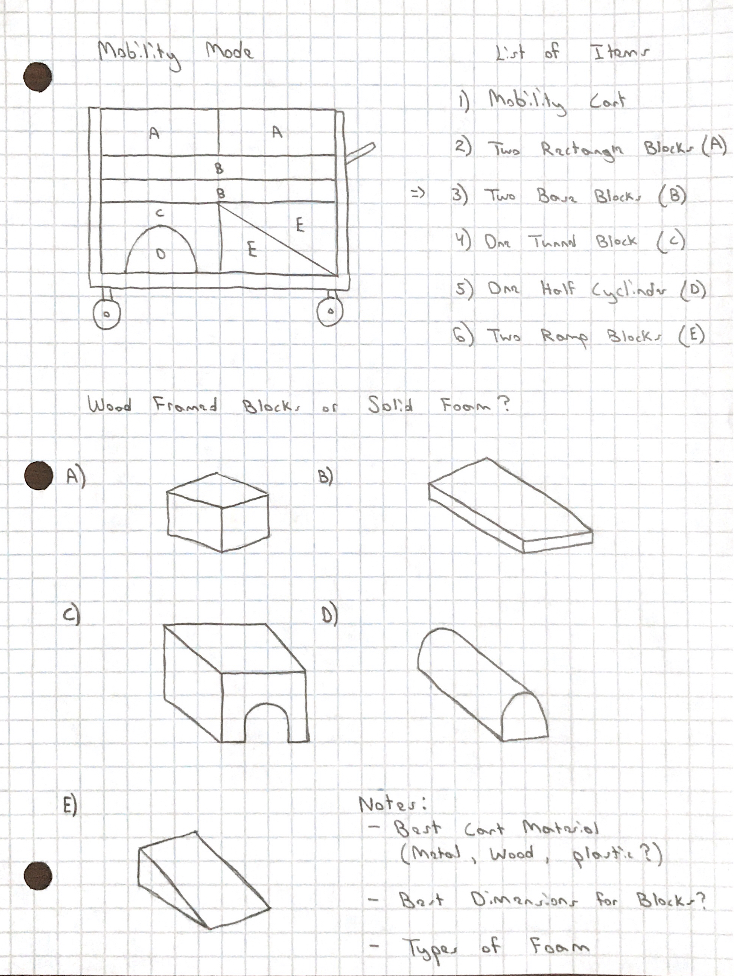 Mobility Mode
A A
B
B
C
E
D E
List of Items
1) Mobility Cart
2) Two Rectangle Blocks (A)
=> 3) Two Base Blocks (B)
4) One Tunnel Block (C)
5) One Half Cyclinder (D)
6) Two Ramp Blocks (E)
Wood Framed Blocks or Solid Foam?
A) B)
C) D)
E)
Notes:
- Best Cart Material
(Metal, Wood, plastic?)
- Best Dimensions for Blocks?
- Types of Foam